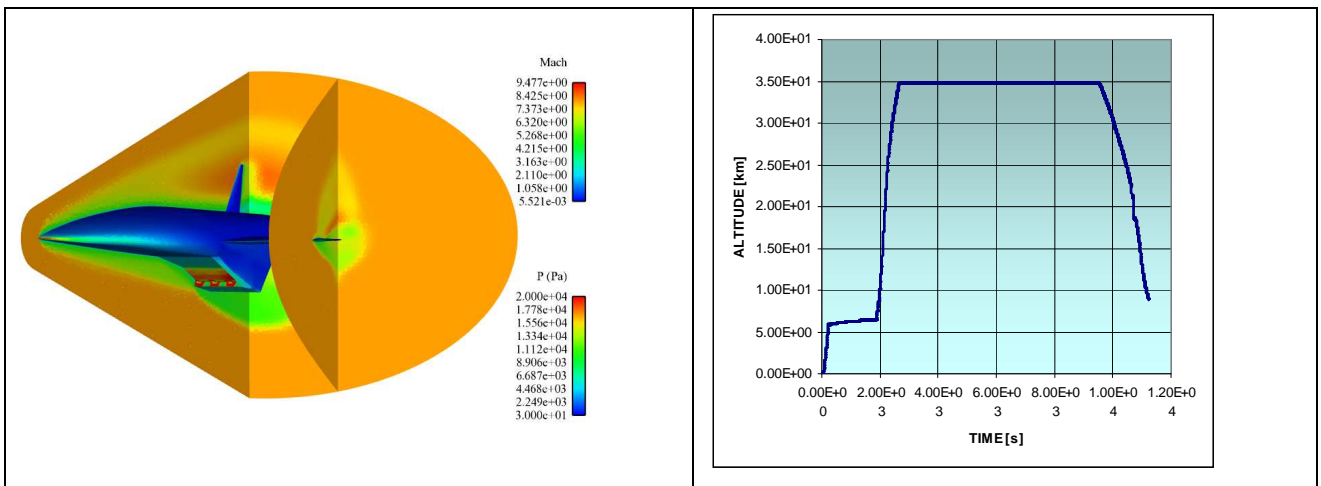 Mach
9.477e+00
8.425e+00
7.373e+00
6.320e+00
5.268e+00
4.215e+00
3.163e+00
2.110e+00
1.058e+00
5.521e-03
P (Pa)
2.000e+04
1.778e+04
1.556e+04
1.334e+04
1.112e+04
8.906e+03
6.687e+03
4.468e+03
2.249e+03
3.000e+01
4.00E+01
3.50E+01
3.00E+01
2.50E+01
2.00E+01
1.50E+01
1.00E+01
5.00E+00
0.00E+00
ALTITUDE [km]
0.00E+0 2.00E+0 4.00E+0 6.00E+0 8.00E+0 1.00E+0 1.20E+0
0 3 3 3 3 4 4
TIME [s]